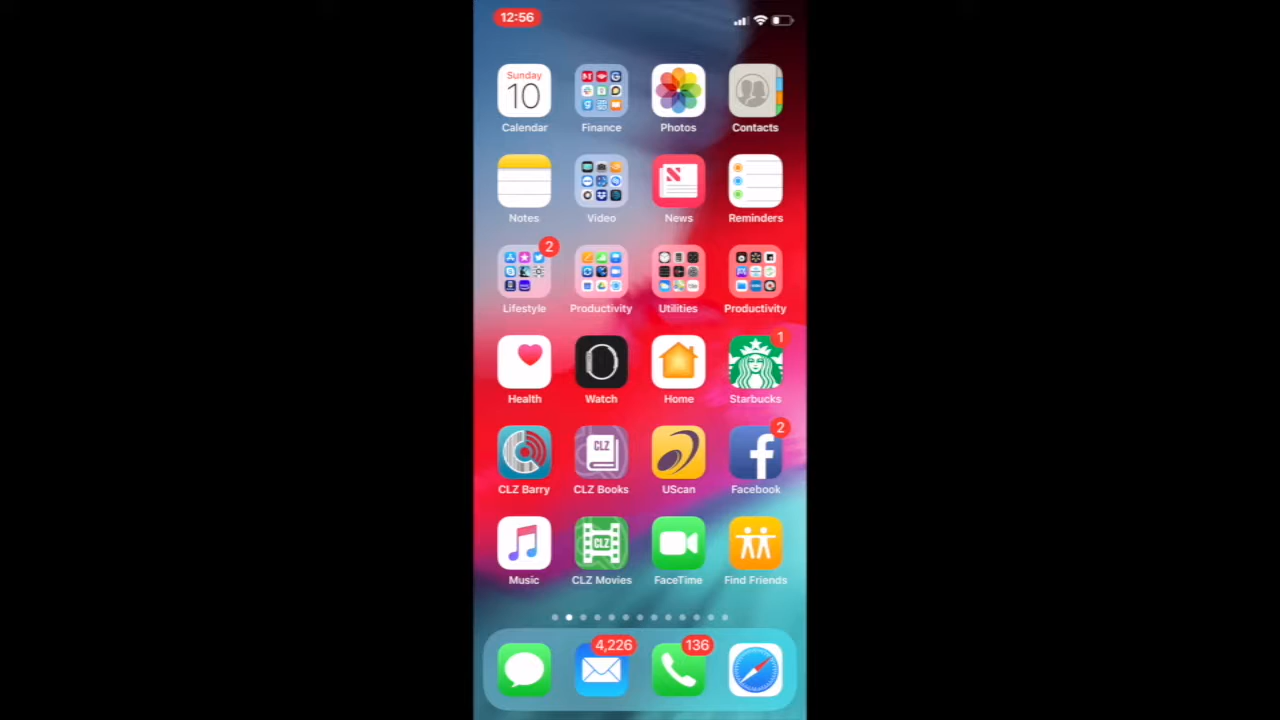 12:56
Sunday
10
Calendar
Finance
Photos
Contacts
Notes
Video
News
Reminders
2
Lifestyle
Productivity
Utilities
Productivity
Health
Watch
Home
1
Starbucks
CLZ Barry
CLZ
CLZ Books
UScan
2
f
Facebook
Music
CLZ
CLZ Movies
FaceTime
Find Friends
4,226
136